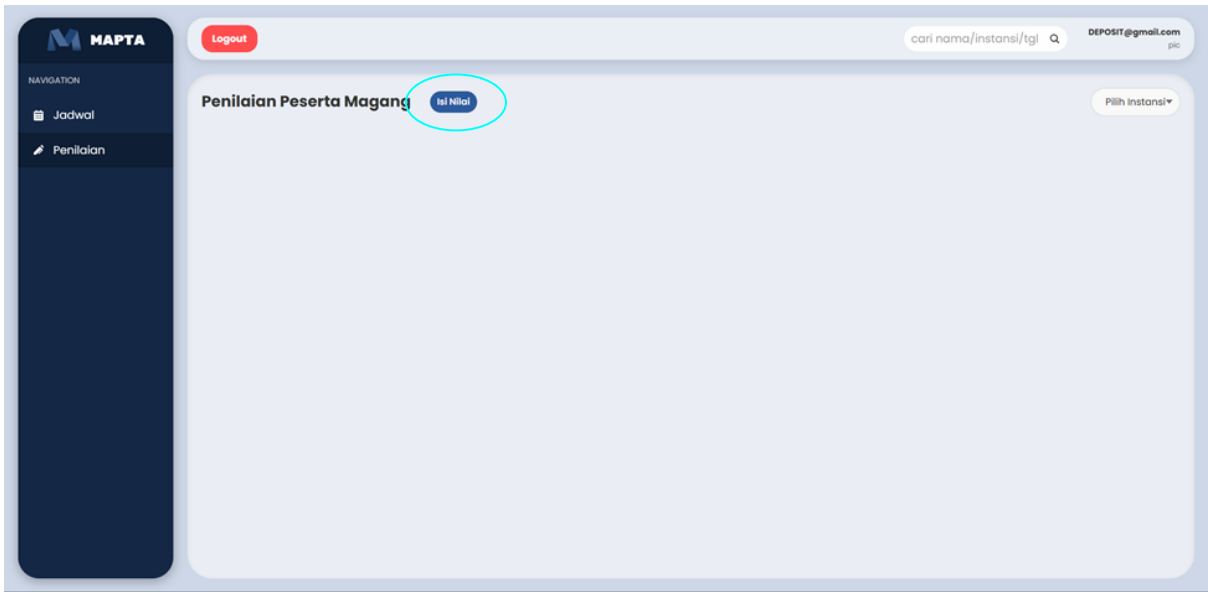 MAPTA
NAVIGATION
Jadwal
Penilaian
Logout
cari nama/instansi/tgl
DEPOSIT@gmail.com
pic
Penilaian Peserta Magang
Isi Nilai
Pilih Instansi